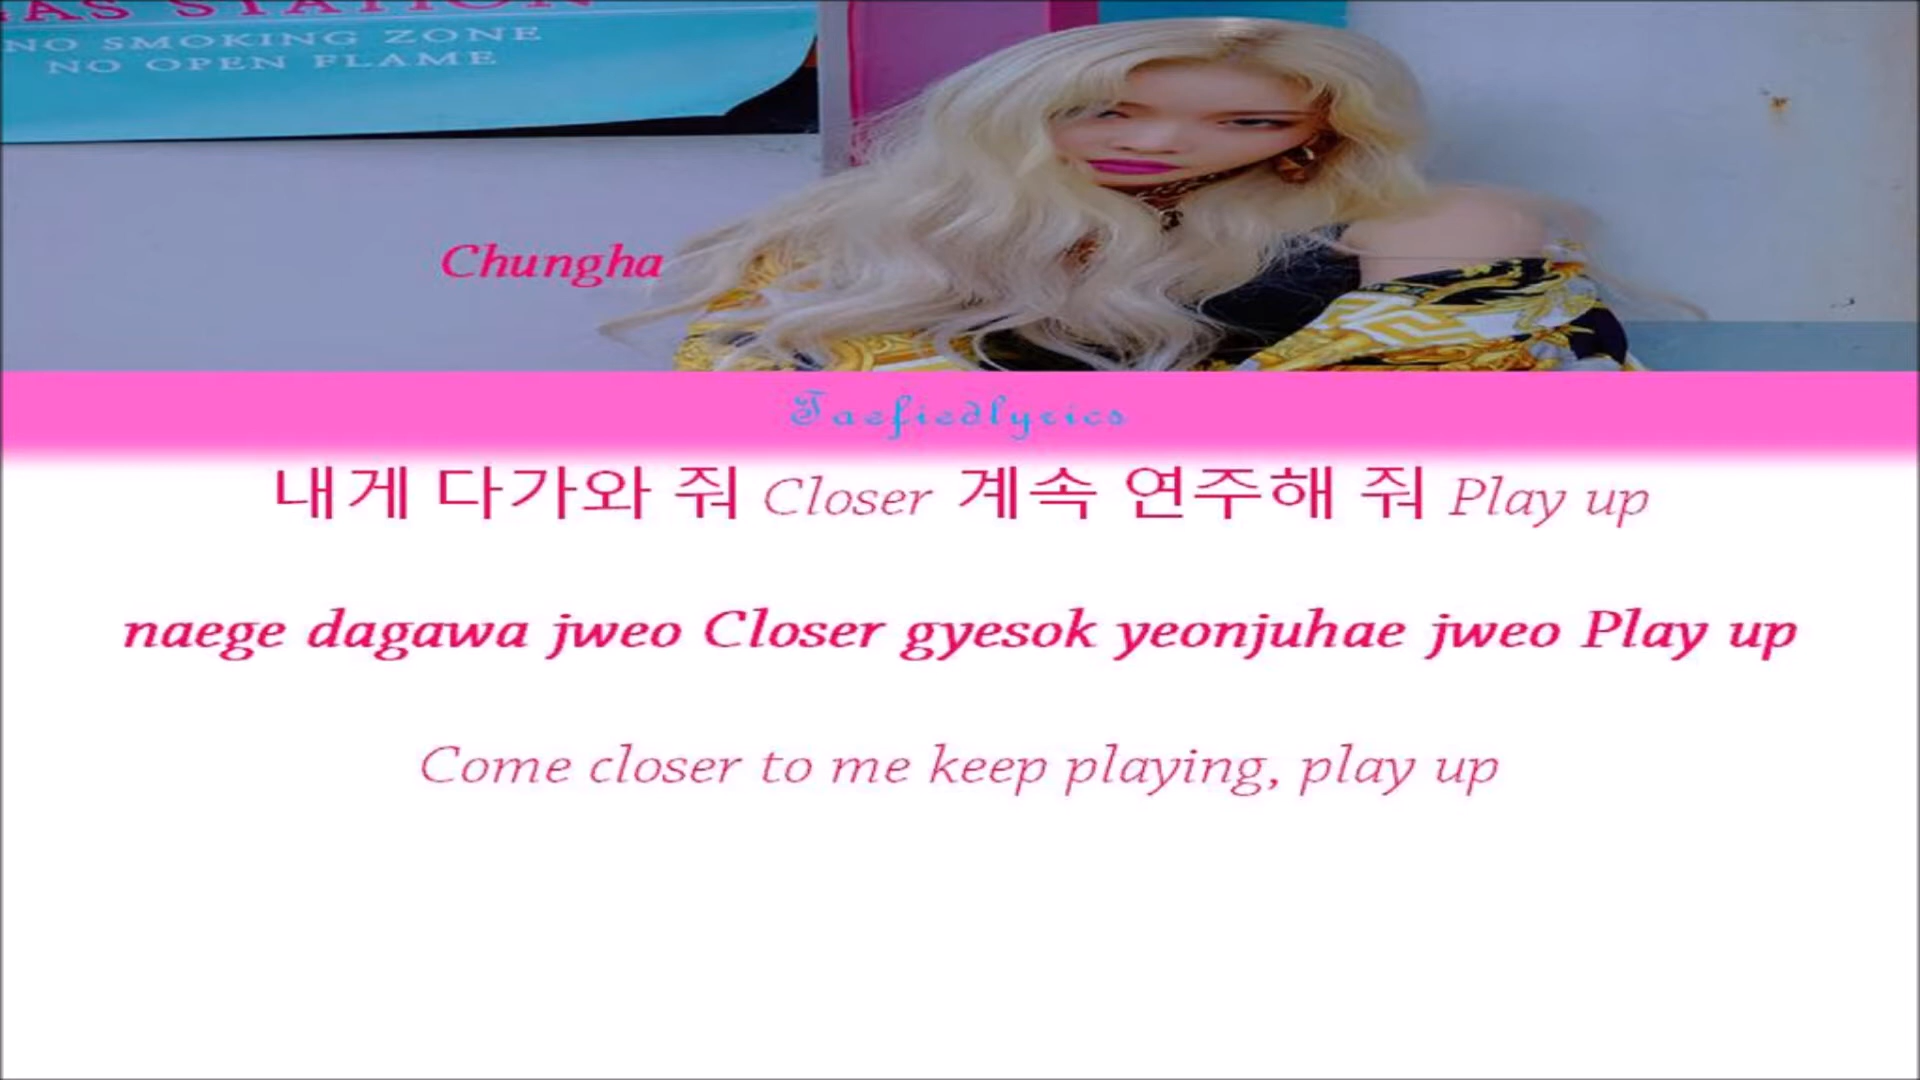 GAS STATION
NO SMOKING ZONE
NO OPEN FLAME
Chungha
Taefiedlyrics
내게 다가와 줘 Closer 계속 연주해 줘 Play up
naege dagawa jweo Closer gyesok yeonjuhae jweo Play up
Come closer to me keep playing, play up